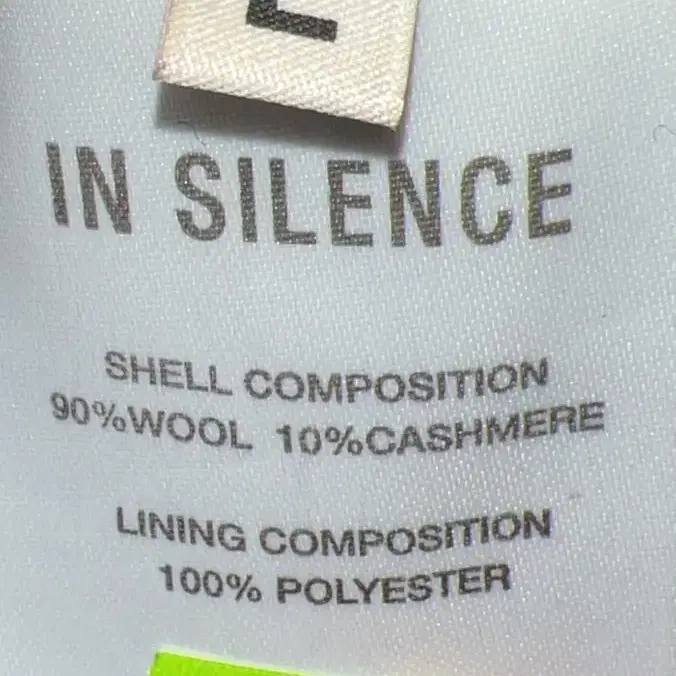 IN SILENCE
SHELL COMPOSITION
90%WOOL 10%CASHMERE
LINING COMPOSITION
100% POLYESTER